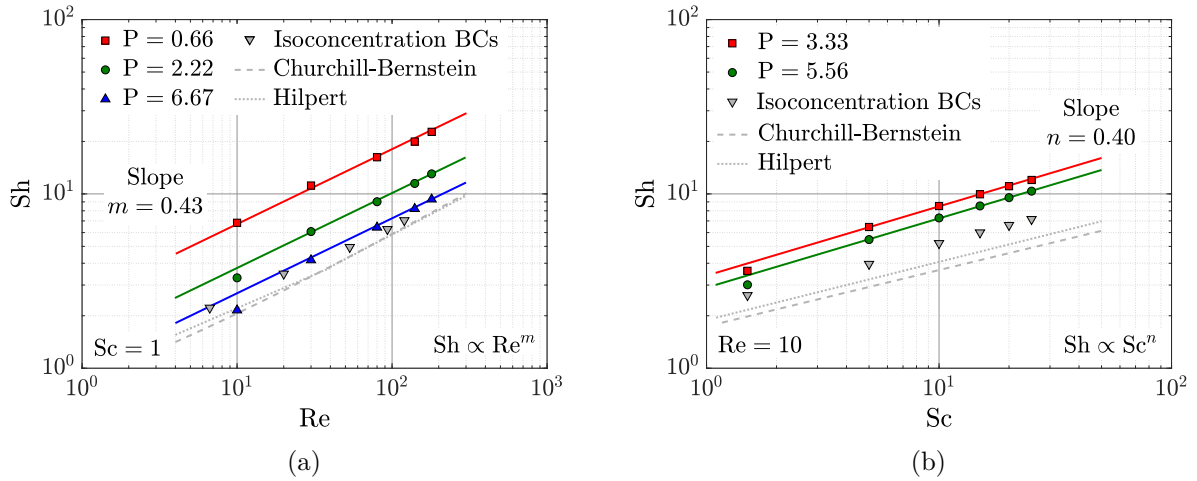 10^2
10^1
10^0
Sh
P = 0.66
P = 2.22
P = 6.67
Isoconcentration BCs
Churchill-Bernstein
Hilpert
Slope
m = 0.43
Sc = 1
Sh ∝ Re^m
10^0 10^1 10^2 10^3
Re
(a)
10^2
10^1
10^0
Sh
P = 3.33
P = 5.56
Isoconcentration BCs
Churchill-Bernstein
Hilpert
Slope
n = 0.40
Re = 10
Sh ∝ Sc^n
10^0 10^1 10^2
Sc
(b)